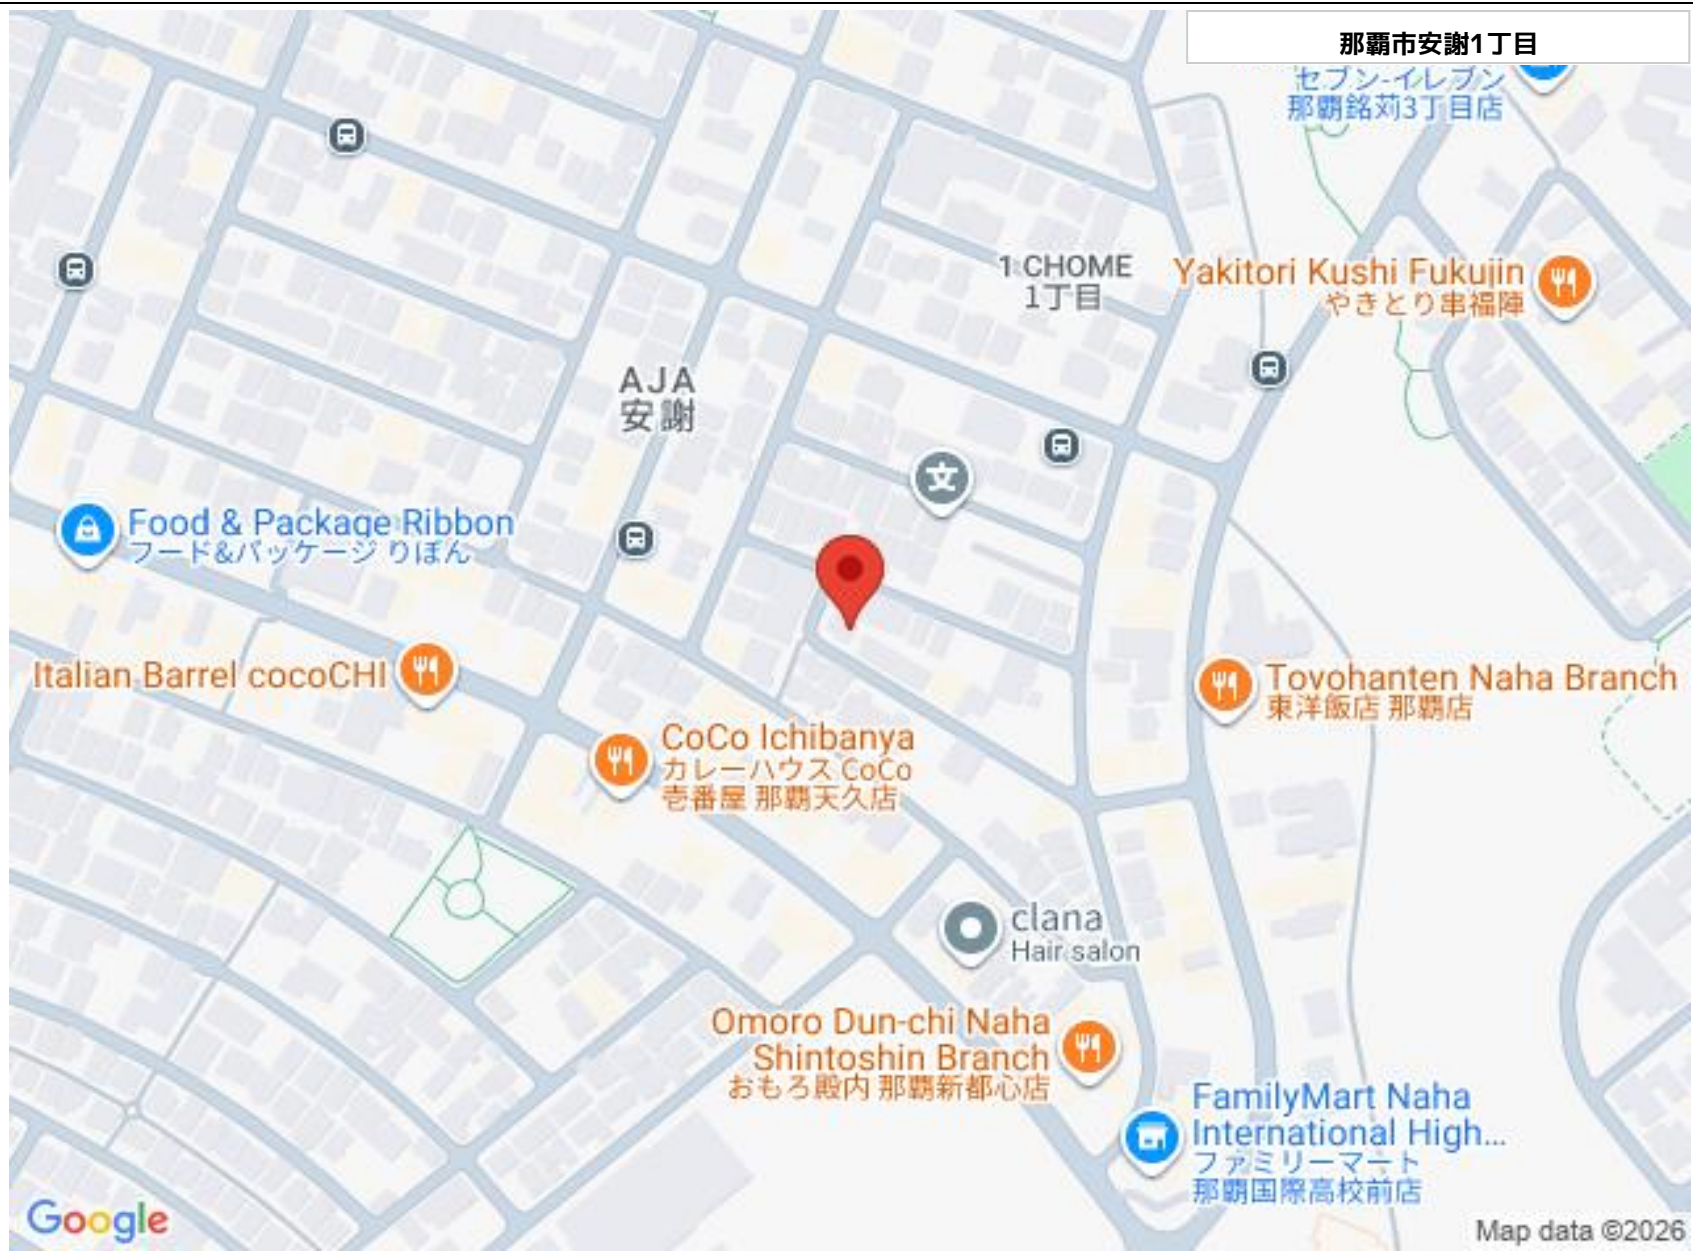 那覇市安謝1丁目
セブン-イレブン
那覇銘苅3丁目店
1 CHOME
1丁目
Yakitori Kushi Fukujin
やきとり串福陣
AJA
安謝
文
Food & Package Ribbon
フード&パッケージ りぼん
Italian Barrel cocoCHI
Toyohanten Naha Branch
東洋飯店 那覇店
CoCo Ichibanya
カレーハウス CoCo
壱番屋 那覇天久店
clana
Hair salon
Omoro Dun-chi Naha
Shintoshin Branch
おもろ殿内 那覇新都心店
FamilyMart Naha
International High...
ファミリーマート
那覇国際高校前店
Google
Map data ©2026